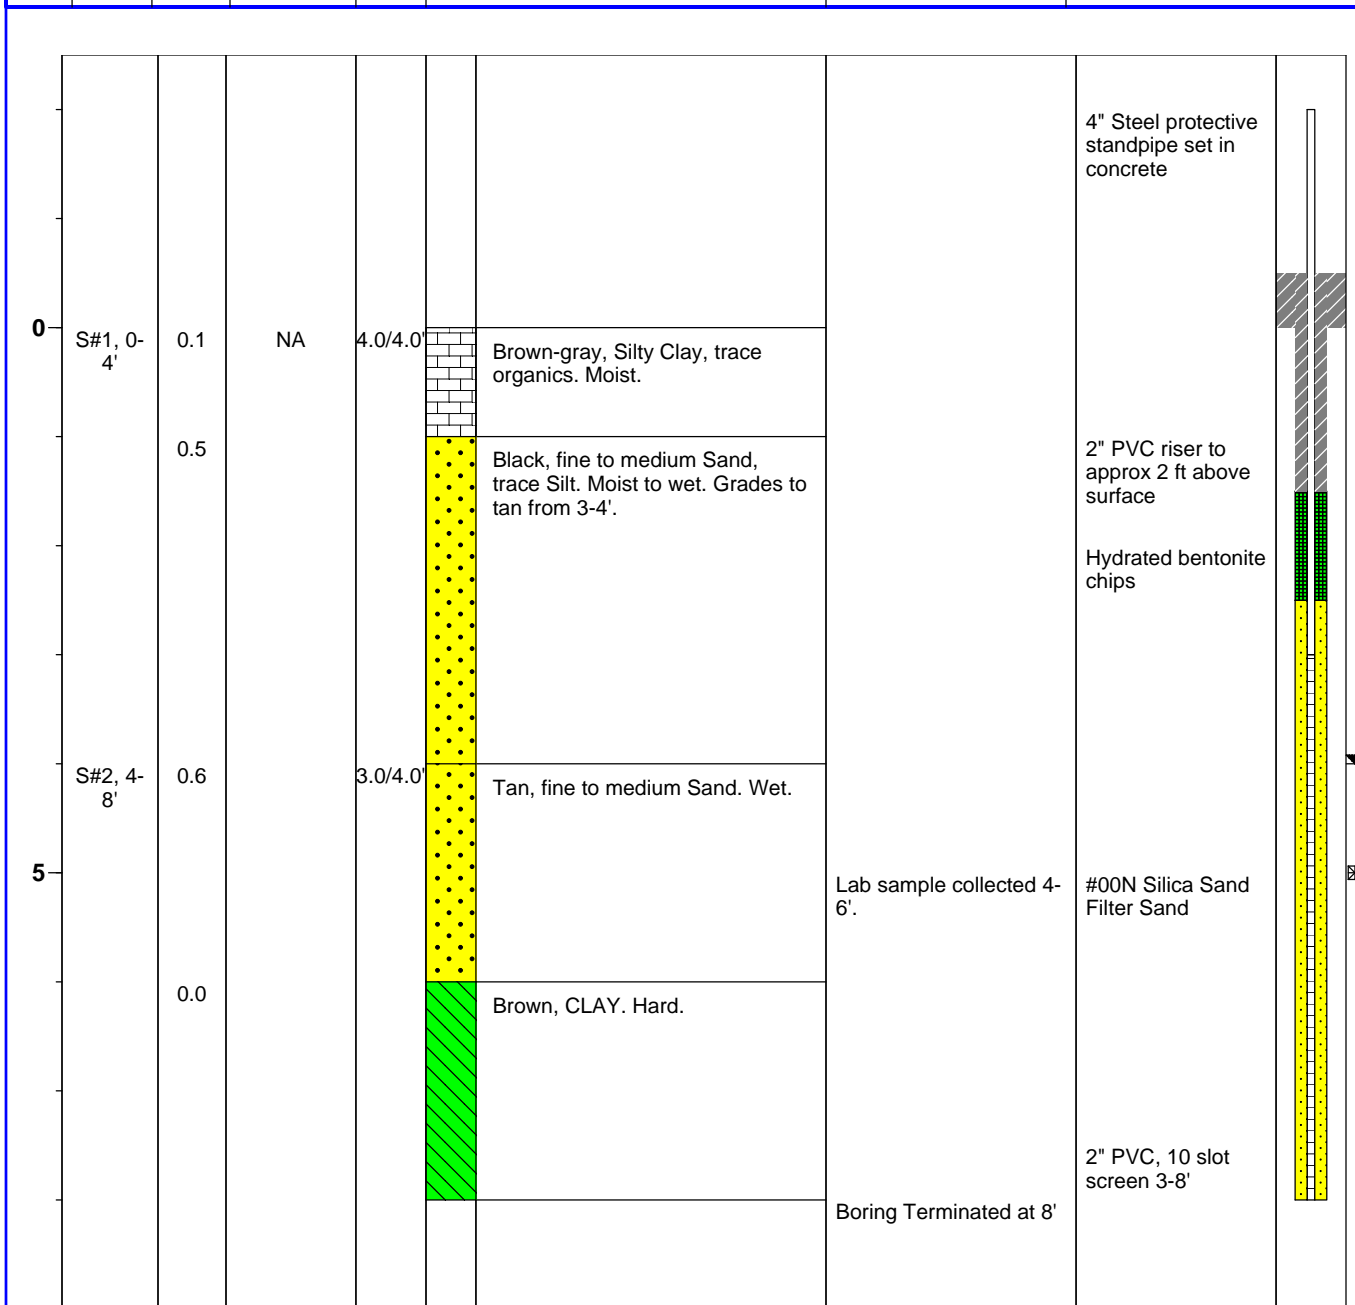 4" Steel protective
standpipe set in
concrete
0
S#1, 0-
4'
0.1
NA
4.0/4.0'
Brown-gray, Silty Clay, trace
organics. Moist.
0.5
Black, fine to medium Sand,
trace Silt. Moist to wet. Grades to
tan from 3-4'.
2" PVC riser to
approx 2 ft above
surface
Hydrated bentonite
chips
S#2, 4-
8'
0.6
3.0/4.0'
Tan, fine to medium Sand. Wet.
5
Lab sample collected 4-
6'.
#00N Silica Sand
Filter Sand
0.0
Brown, CLAY. Hard.
2" PVC, 10 slot
screen 3-8'
Boring Terminated at 8'